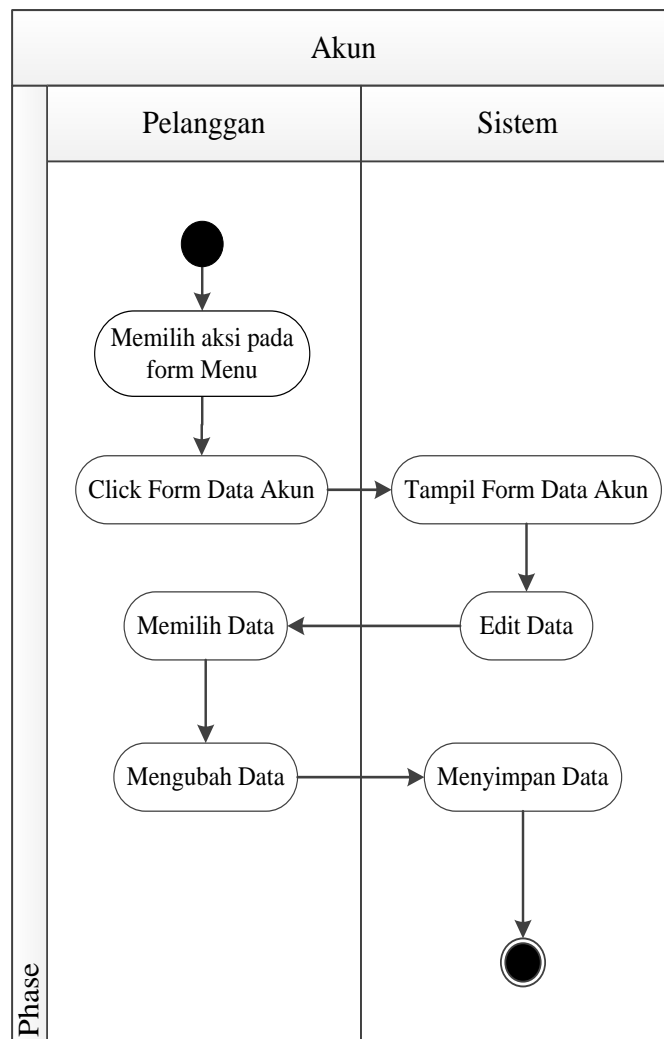 Akun
Pelanggan
Sistem
Memilih aksi pada
form Menu
Click Form Data Akun
Tampil Form Data Akun
Edit Data
Memilih Data
Mengubah Data
Menyimpan Data
Phase